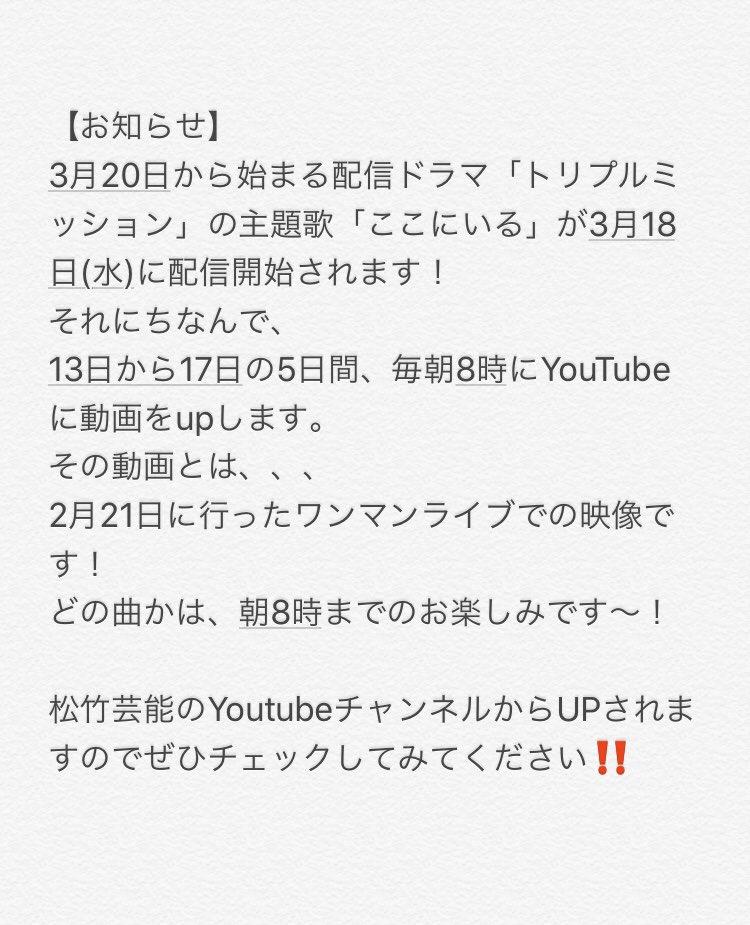 【お知らせ】
3月20日から始まる配信ドラマ「トリプルミ
ッション」の主題歌「ここにいる」が3月18
日(水)に配信開始されます！
それにちなんで、
13日から17日の5日間、毎朝8時にYouTube
に動画をupします。
その動画とは、、、
2月21日に行ったワンマンライブでの映像で
す！
どの曲かは、朝8時までのお楽しみです〜！
松竹芸能のYoutubeチャンネルからUPされま
すのでぜひチェックしてみてください‼️